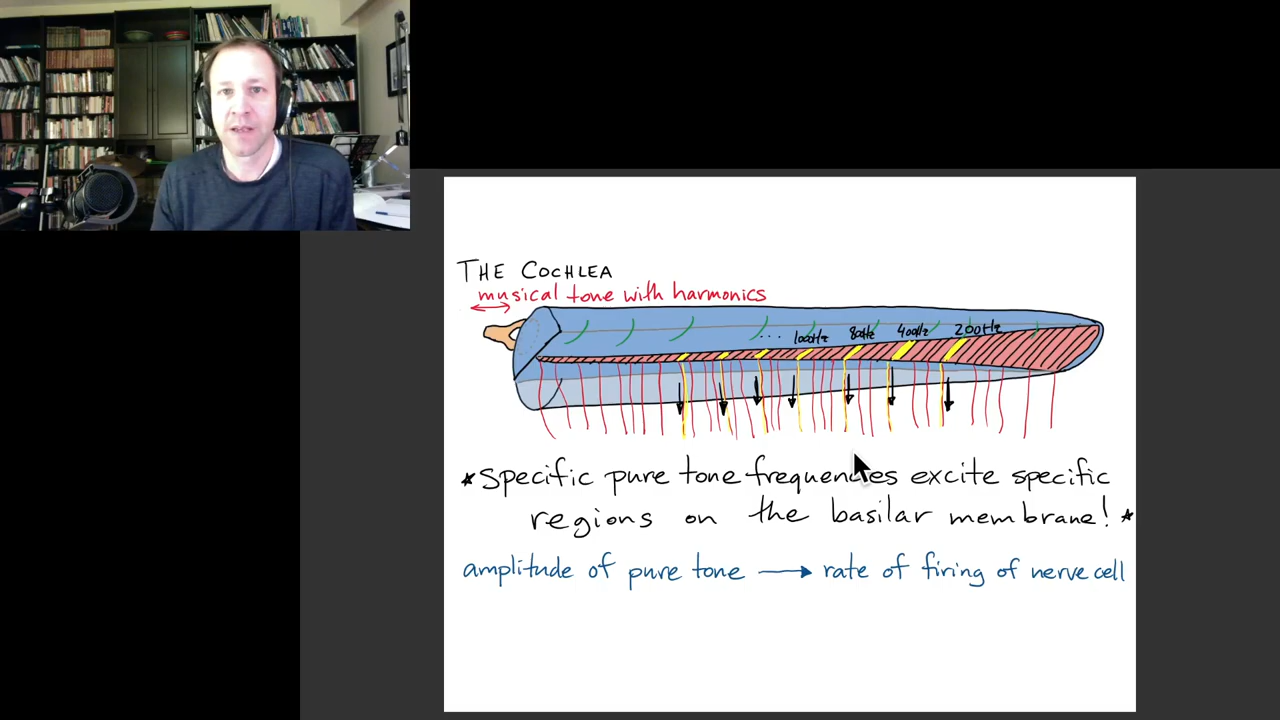 THE COCHLEA
musical tone with harmonics
... 1000Hz 800Hz 400Hz 200Hz
*Specific pure tone frequencies excite specific
regions on the basilar membrane!*
amplitude of pure tone → rate of firing of nerve cell